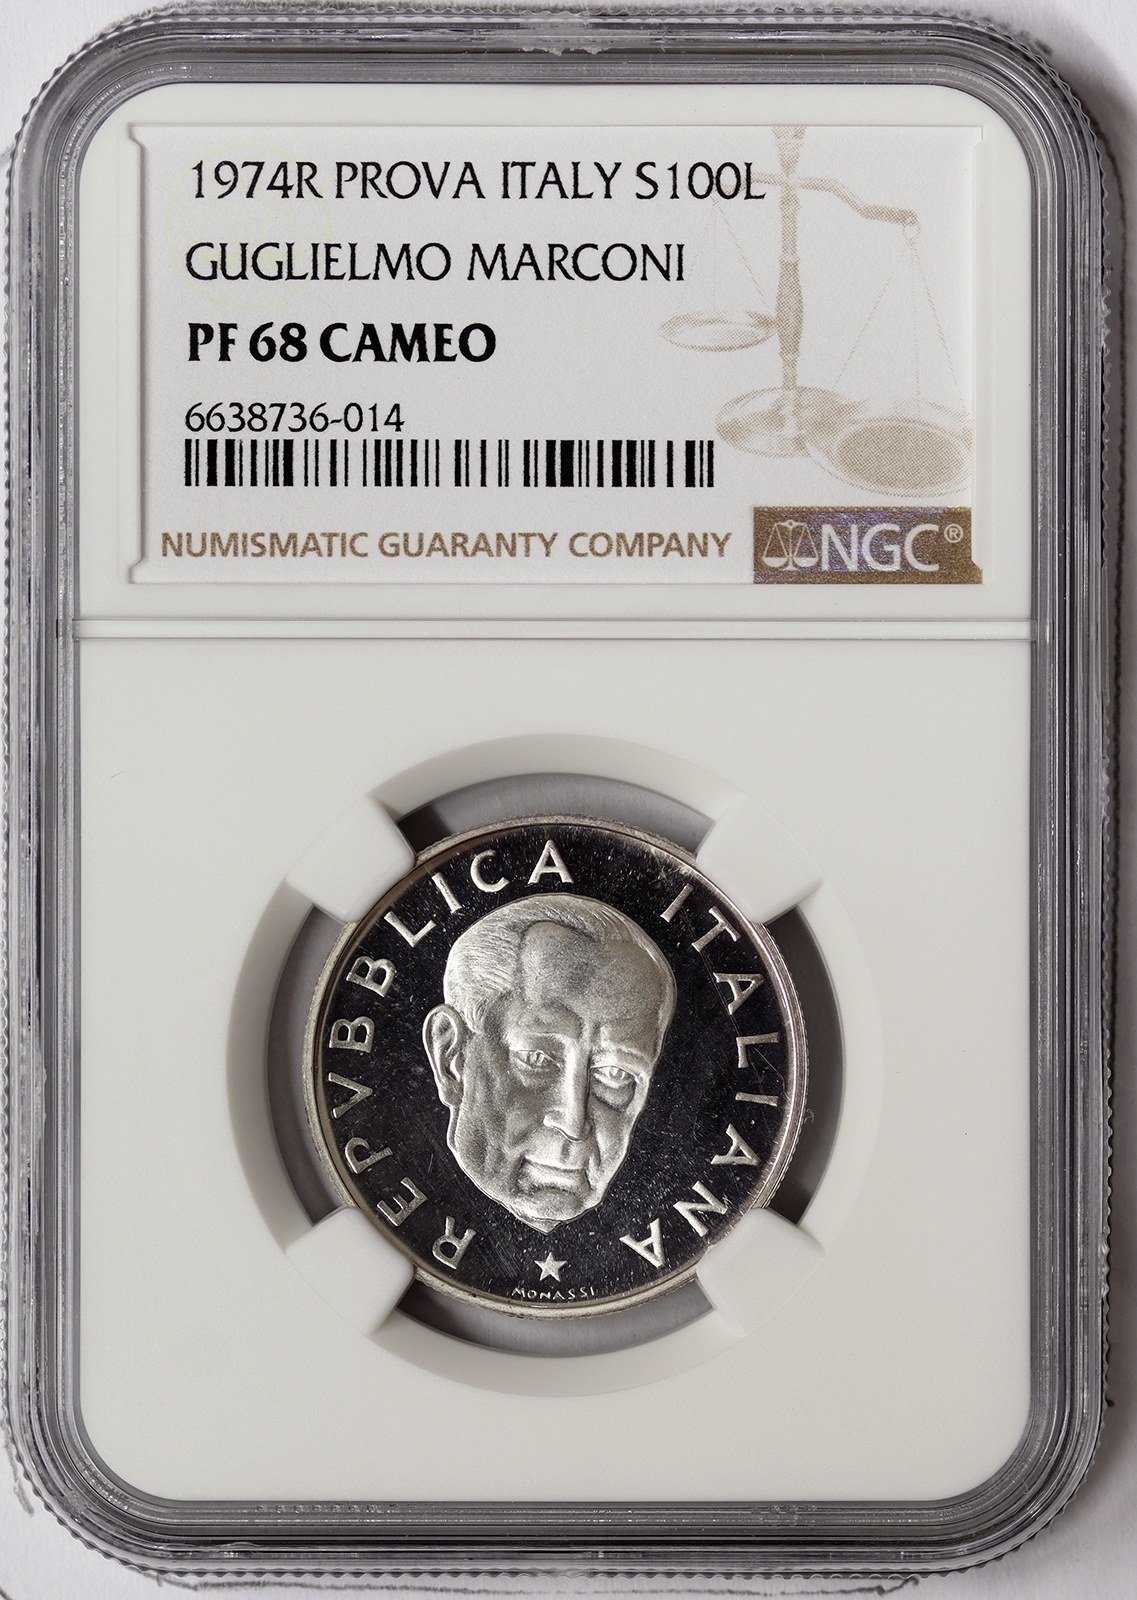 1974R PROVA ITALY S100L
GUGLIELMO MARCONI
PF 68 CAMEO
6638736-014
NUMISMATIC GUARANTY COMPANY
NGC®
REPVBBLICA ITALIANA
MONASSI